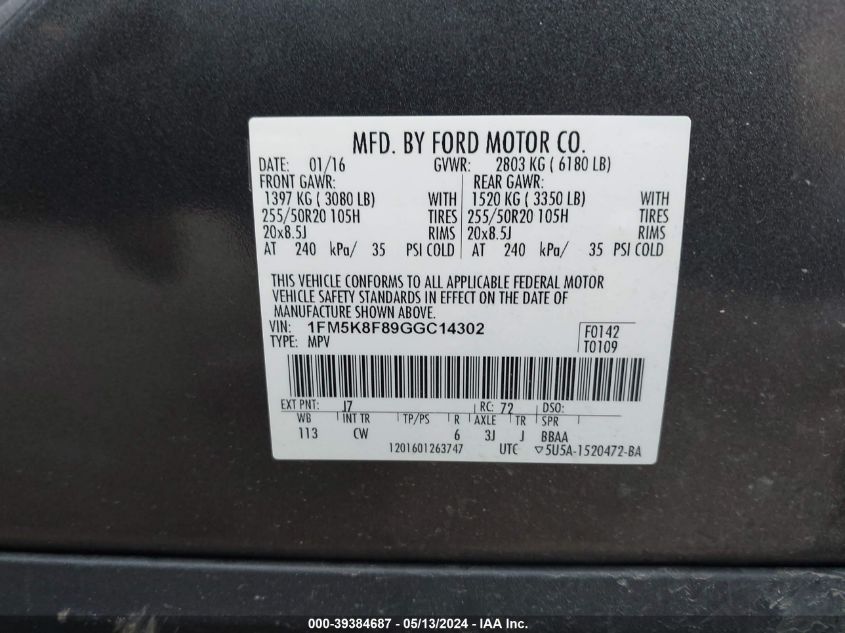 MFD. BY FORD MOTOR CO.
DATE: 01/16 GVWR: 2803 KG ( 6180 LB)
FRONT GAWR: REAR GAWR:
1397 KG ( 3080 LB) WITH 1520 KG ( 3350 LB) WITH
255/50R20 105H TIRES 255/50R20 105H TIRES
20x8.5J RIMS 20x8.5J RIMS
AT 240 kPa/ 35 PSI COLD AT 240 kPa/ 35 PSI COLD
THIS VEHICLE CONFORMS TO ALL APPLICABLE FEDERAL MOTOR
VEHICLE SAFETY STANDARDS IN EFFECT ON THE DATE OF
MANUFACTURE SHOWN ABOVE.
VIN: 1FM5K8F89GGC14302 F0142
TYPE: MPV T0109
EXT PNT: J7 RC: 72 DSO:
WB INT TR TP/PS R AXLE TR SPR
113 CW 6 3J J BBAA
1201601263747 UTC ▽5U5A-1520472-BA
000-39384687 - 05/13/2024 - IAA Inc.